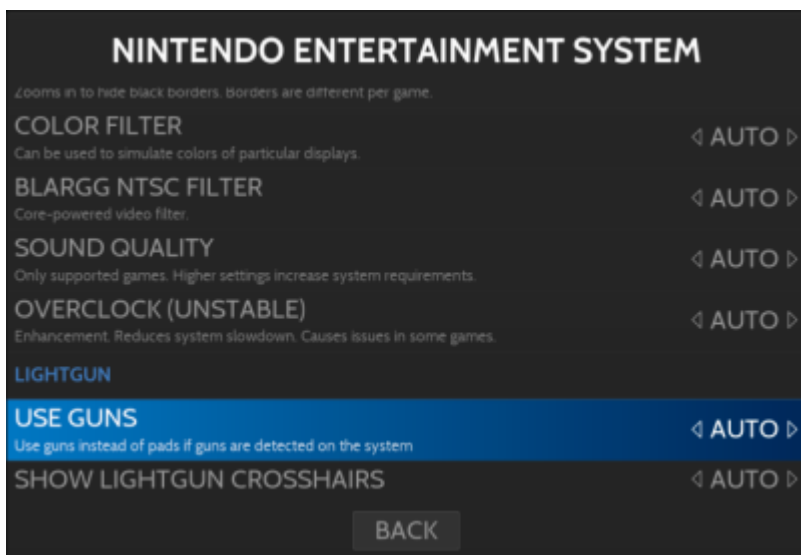 NINTENDO ENTERTAINMENT SYSTEM
Zooms in to hide black borders. Borders are different per game.
COLOR FILTER
AUTO
Can be used to simulate colors of particular displays.
BLARGG NTSC FILTER
AUTO
Core-powered video filter.
SOUND QUALITY
AUTO
Only supported games. Higher settings increase system requirements.
OVERCLOCK (UNSTABLE)
AUTO
Enhancement. Reduces system slowdown. Causes issues in some games.
LIGHTGUN
USE GUNS
AUTO
Use guns instead of pads if guns are detected on the system
SHOW LIGHTGUN CROSSHAIRS
AUTO
BACK